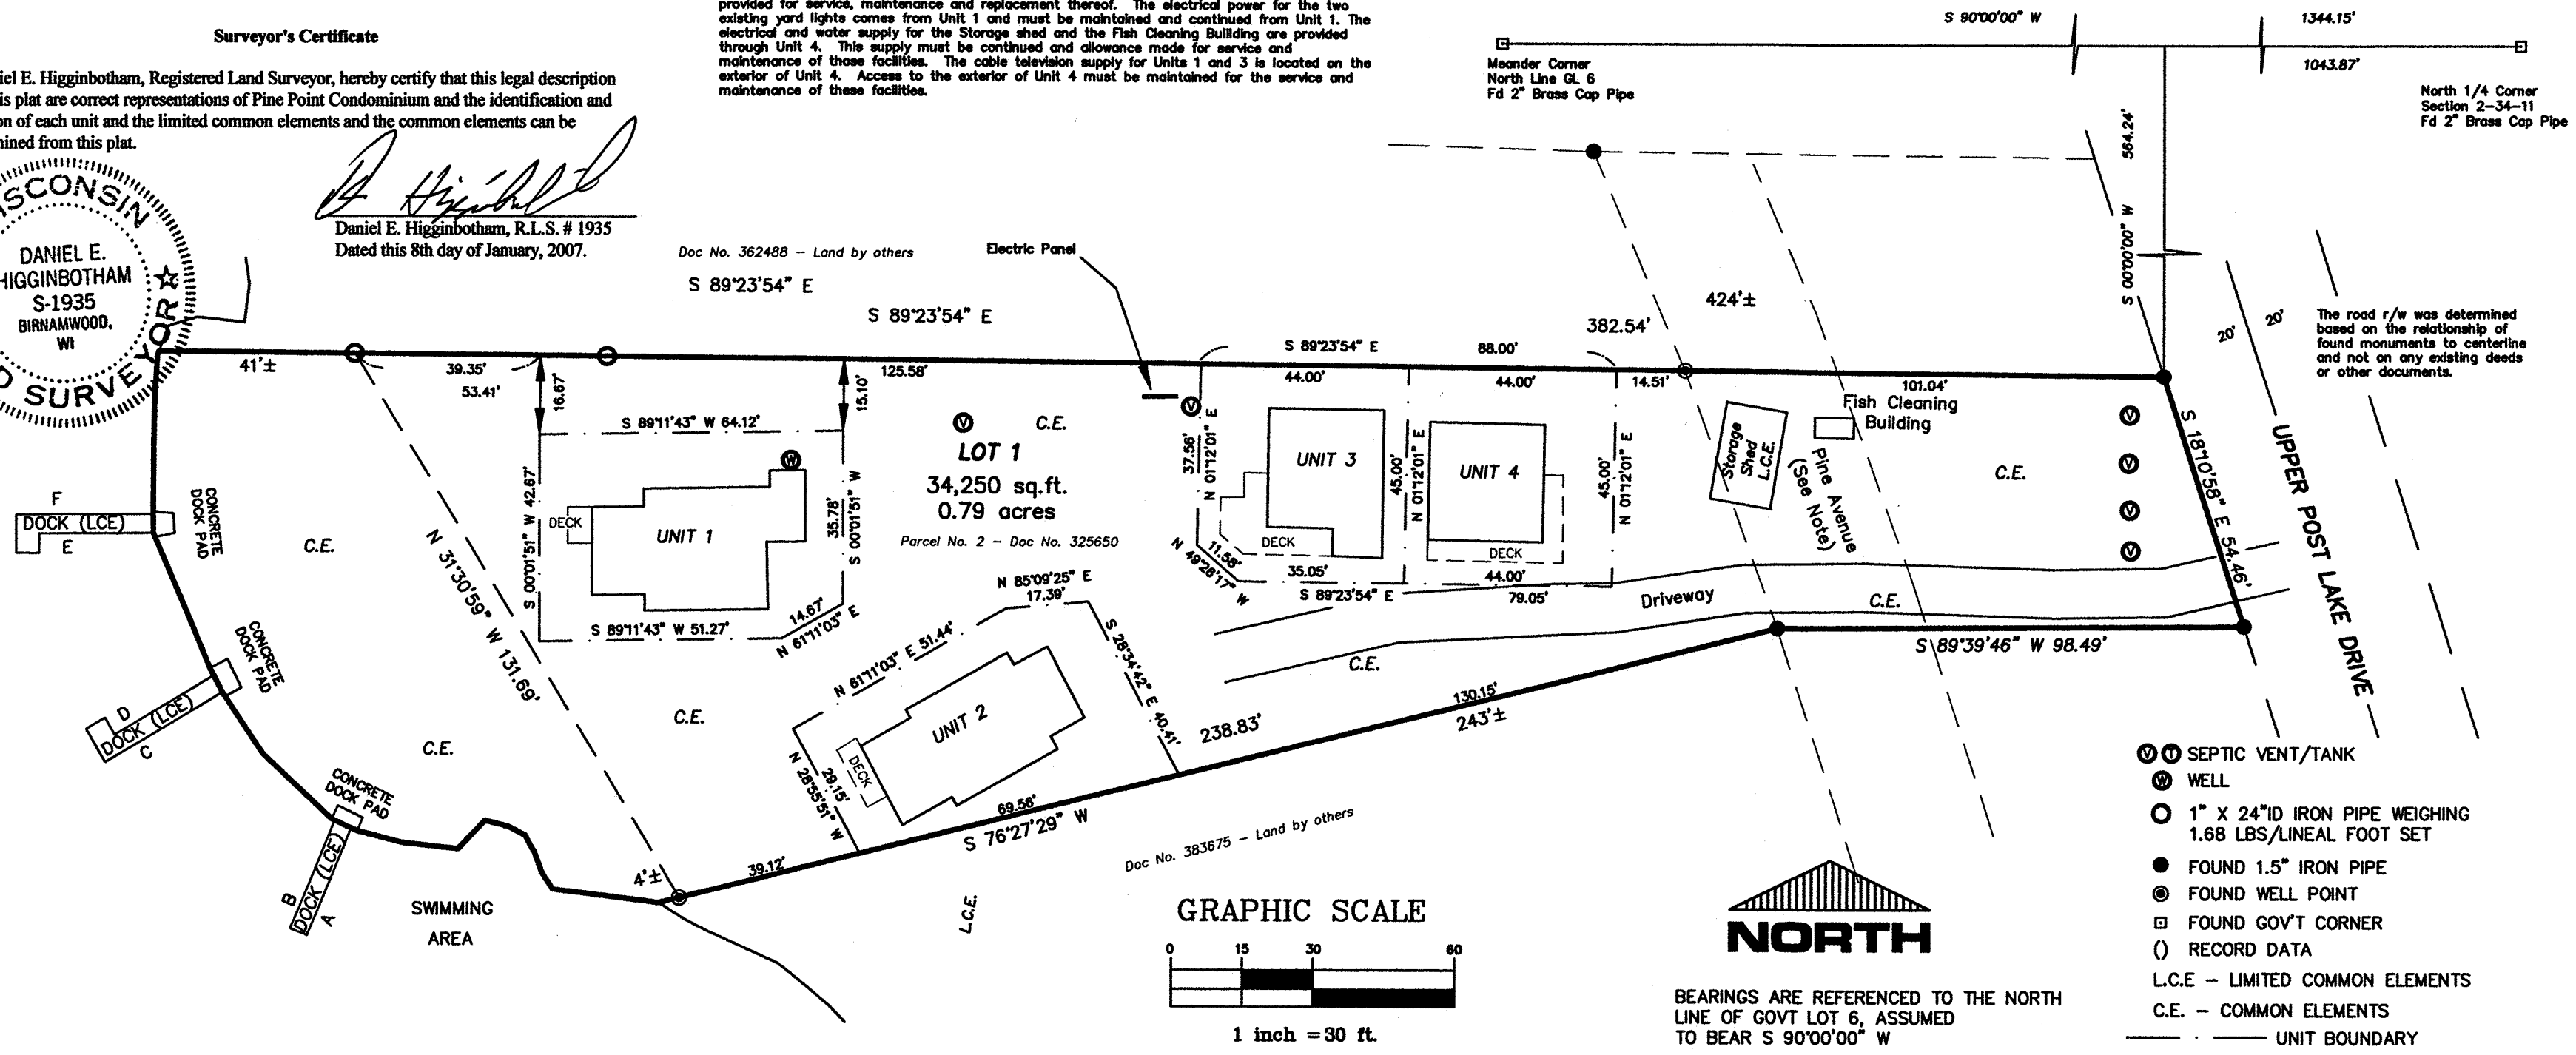 provided for service, maintenance and replacement thereof. The electrical power for the two
existing yard lights comes from Unit 1 and must be maintained and continued from Unit 1. The
electrical and water supply for the Storage shed and the Fish Cleaning Building are provided
through Unit 4. This supply must be continued and allowance made for service and
maintenance of those facilities. The cable television supply for Units 1 and 3 is located on the
exterior of Unit 4. Access to the exterior of Unit 4 must be maintained for the service and
maintenance of these facilities.
Surveyor's Certificate
iel E. Higginbotham, Registered Land Surveyor, hereby certify that this legal description
is plat are correct representations of Pine Point Condominium and the identification and
on of each unit and the limited common elements and the common elements can be
ined from this plat.
Daniel E. Higginbotham, R.L.S. # 1935
Dated this 8th day of January, 2007.
ISCONSIN
DANIEL E.
HIGGINBOTHAM
S-1935
BIRNAMWOOD,
WI
D SURVEYOR
S 90°00'00" W
1344.15'
1043.87'
Meander Corner
North Line GL 6
Fd 2" Brass Cap Pipe
North 1/4 Corner
Section 2-34-11
Fd 2" Brass Cap Pipe
564.24'
S 00°00'00" W
20'
20'
The road r/w was determined
based on the relationship of
found monuments to centerline
and not on any existing deeds
or other documents.
Doc No. 362488 - Land by others
Electric Panel
S 89°23'54" E
S 89°23'54" E
424'±
382.54'
S 89°23'54" E
88.00'
41'±
39.35'
53.41'
16.67'
125.58'
15.10'
44.00'
44.00'
14.51'
101.04'
S 89°11'43" W 64.12'
V
C.E.
LOT 1
34,250 sq.ft.
0.79 acres
Parcel No. 2 - Doc No. 325650
W
S 00°01'51" W 42.67'
DECK
UNIT 1
35.78'
S 00°01'51" W
S 89°11'43" W 51.27'
14.67'
N 61°11'03" E
V
37.56'
N 01°12'01" E
UNIT 3
DECK
45.00'
N 01°12'01" E
UNIT 4
DECK
45.00'
N 01°12'01" E
11.58'
N 49°26'17" W
35.05'
S 89°23'54" E
44.00'
79.05'
Storage
Shed
L.C.E.
Fish Cleaning
Building
Pine Avenue
(See Note)
C.E.
V
V
V
V
S 18°10'58" E 54.46'
UPPER POST LAKE DRIVE
Driveway
C.E.
C.E.
S 89°39'46" W 98.49'
F
DOCK (LCE)
E
CONCRETE
DOCK PAD
C.E.
N 31°30'59" W 131.69'
CONCRETE
DOCK PAD
D
DOCK (LCE)
C
C.E.
C.E.
CONCRETE
DOCK PAD
B
DOCK (LCE)
A
SWIMMING
AREA
N 85°09'25" E
17.39'
N 61°11'03" E 51.44'
S 28°34'42" E 40.41'
UNIT 2
DECK
29.15'
N 28°55'51" W
130.15'
238.83'
243'±
69.56'
S 76°27'29" W
39.12'
4'±
Doc No. 383675 - Land by others
L.C.E.
GRAPHIC SCALE
0 15 30 60
1 inch = 30 ft.
NORTH
BEARINGS ARE REFERENCED TO THE NORTH
LINE OF GOVT LOT 6, ASSUMED
TO BEAR S 90°00'00" W
V T SEPTIC VENT/TANK
W WELL
1" X 24"ID IRON PIPE WEIGHING
1.68 LBS/LINEAL FOOT SET
FOUND 1.5" IRON PIPE
FOUND WELL POINT
FOUND GOV'T CORNER
() RECORD DATA
L.C.E - LIMITED COMMON ELEMENTS
C.E. - COMMON ELEMENTS
UNIT BOUNDARY